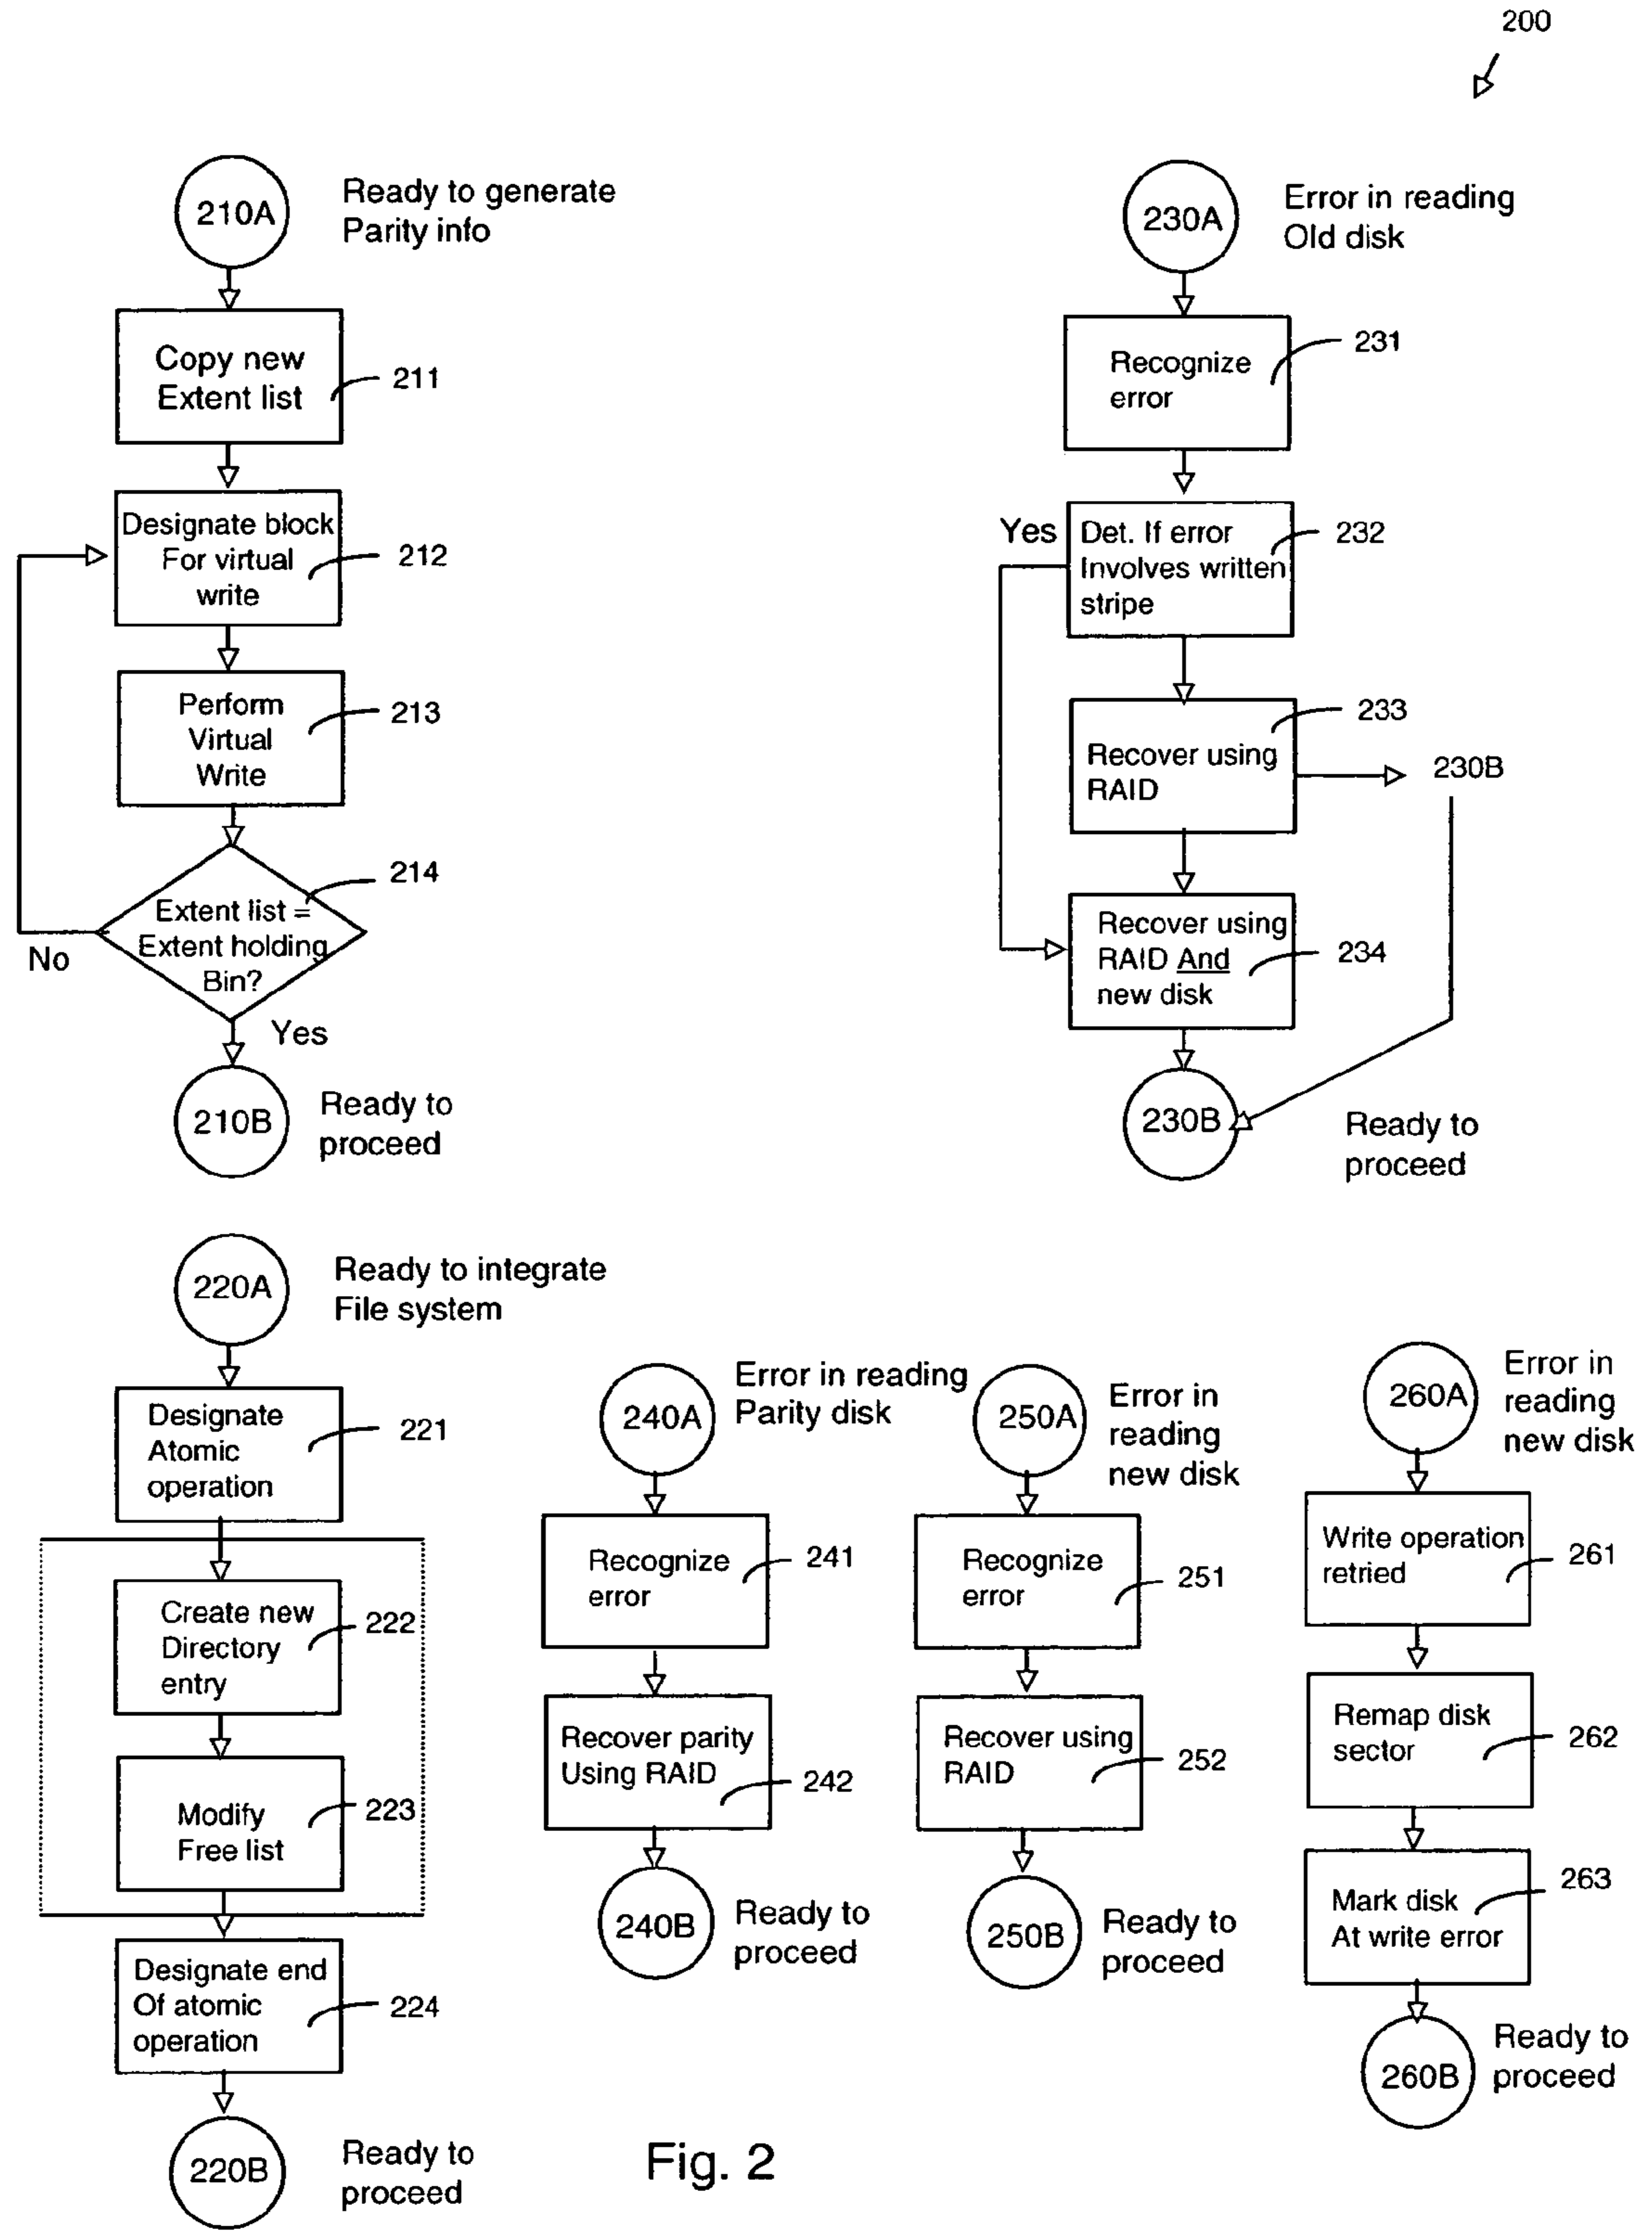 200
210A
Ready to generate
Parity info
Copy new
Extent list
211
Designate block
For virtual
write
212
Perform
Virtual
Write
213
Extent list =
Extent holding
Bin?
214
No
Yes
210B
Ready to
proceed
230A
Error in reading
Old disk
Recognize
error
231
Yes
Det. If error
Involves written
stripe
232
Recover using
RAID
233
230B
Recover using
RAID And
new disk
234
230B
Ready to
proceed
220A
Ready to integrate
File system
Designate
Atomic
operation
221
Create new
Directory
entry
222
Modify
Free list
223
Designate end
Of atomic
operation
224
220B
Ready to
proceed
240A
Error in reading
Parity disk
Recognize
error
241
Recover parity
Using RAID
242
240B
Ready to
proceed
250A
Error in
reading
new disk
Recognize
error
251
Recover using
RAID
252
250B
Ready to
proceed
260A
Error in
reading
new disk
Write operation
retried
261
Remap disk
sector
262
Mark disk
At write error
263
260B
Ready to
proceed
Fig. 2